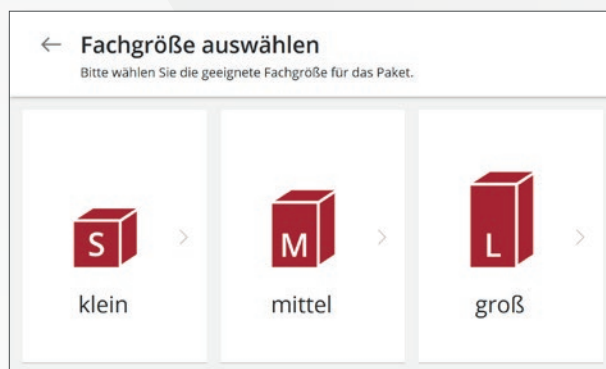 Fachgröße auswählen
Bitte wählen Sie die geeignete Fachgröße für das Paket.
S
M
L
klein
mittel
groß